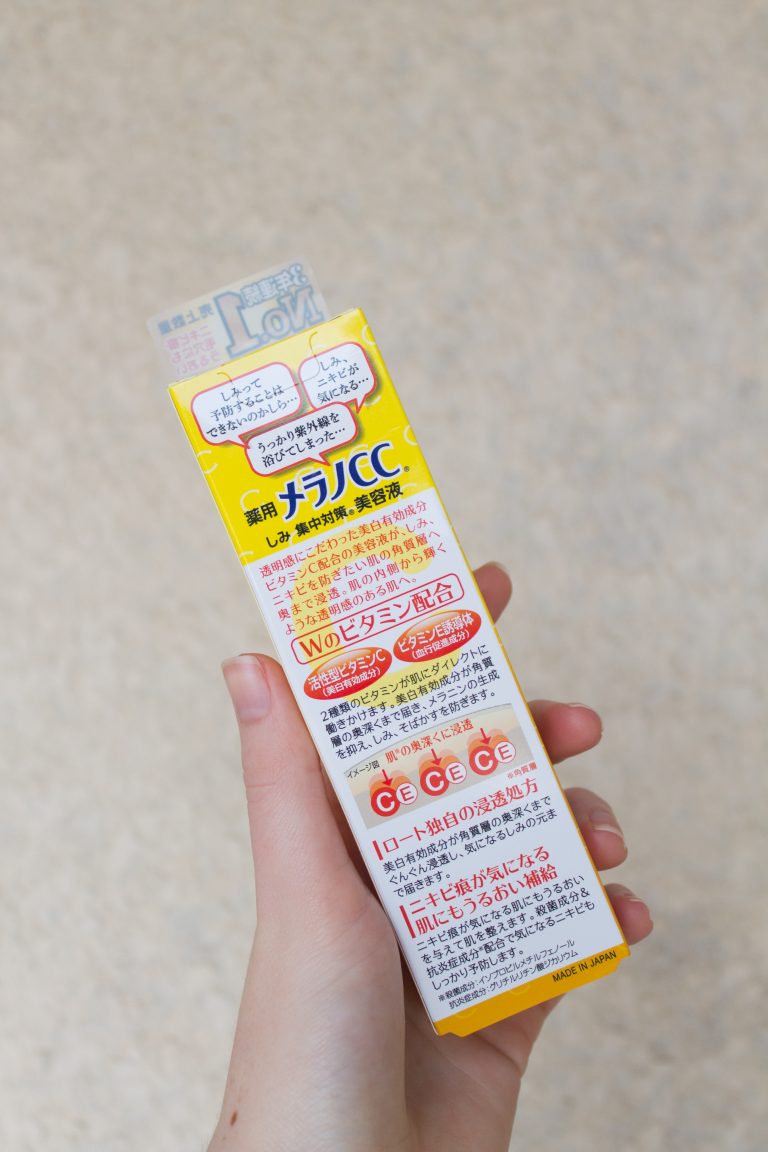 3年連続
売上数量
No.1
ニキビ跡
毛穴にも
うるおい
しみって
予防することは
できないのかしら…
しみ、
ニキビが
気になる…
うっかり紫外線を
浴びてしまった…
薬用 メラノCC®
しみ 集中対策® 美容液
透明感にこだわった美白有効成分
ビタミンC配合の美容液が、しみ、
ニキビを防ぎたい肌の角質層へ
奥まで浸透。肌の内側から輝く
ような透明感のある肌へ。
Wのビタミン配合
活性型ビタミンC
(美白有効成分)
ビタミンE誘導体
(血行促進成分)
2種類のビタミンが肌にダイレクトに
働きかけます。美白有効成分が角質
層の奥深くまで届き、メラニンの生成
を抑え、しみ、そばかすを防ぎます。
イメージ図
肌※の奥深くに浸透
C E C E C E
※角質層
ロート独自の浸透処方
美白有効成分が角質層の奥深くまで
ぐんぐん浸透し、気になるしみの元ま
で届きます。
ニキビ痕が気になる
肌にもうるおい補給
ニキビ痕が気になる肌にもうるおい
を与えて肌を整えます。殺菌成分&
抗炎症成分※配合で気になるニキビも
しっかり予防します。
※殺菌成分:イソプロピルメチルフェノール
抗炎症成分:グリチルリチン酸ジカリウム
MADE IN JAPAN